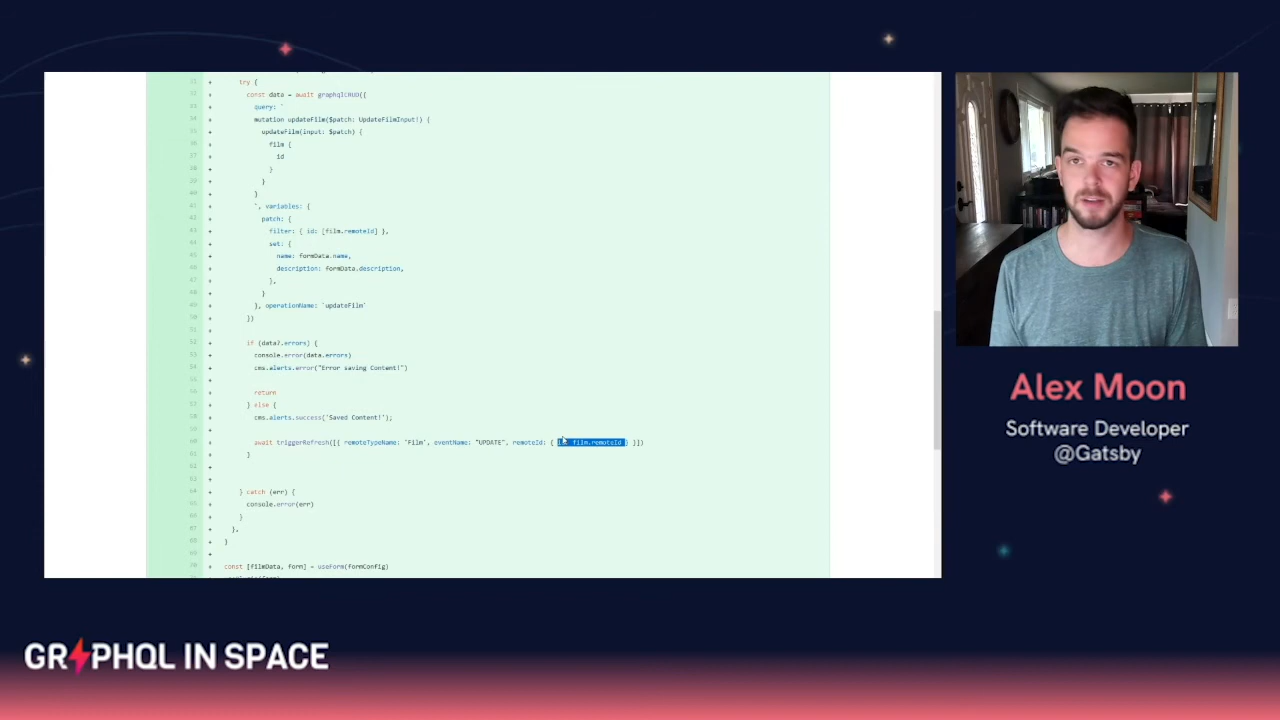 try {
const data = await graphqlCRUD({
query: `
mutation updateFilm($patch: UpdateFilmInput!) {
updateFilm(input: $patch) {
film {
id
}
}
}
`, variables: {
patch: {
filter: { id: [film.remoteId] },
set: {
name: formData.name,
description: formData.description,
},
}
}, operationName: `updateFilm`
})
if (data?.errors) {
console.error(data.errors)
cms.alerts.error("Error saving Content!")
return
} else {
cms.alerts.success('Saved Content!');
await triggerRefresh([{ remoteTypeName: "Film", eventName: "UPDATE", remoteId: { id: film.remoteId } }])
}
} catch (err) {
console.error(err)
}
},
}
const [filmData, form] = useForm(formConfig)
Alex Moon
Software Developer
@Gatsby
GRAPHQL IN SPACE